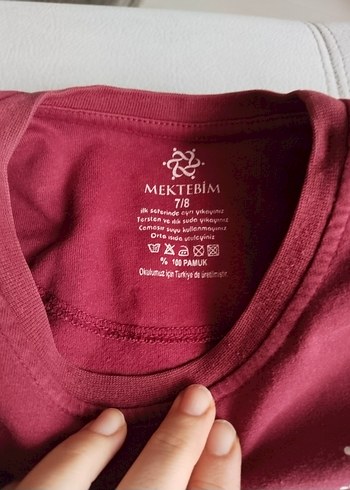 MEKTEBİM
7/8
İlk seferinde ayrı yıkayınız
Tersten ve ılık suda yıkayınız
Çamaşır suyu kullanmayınız
Orta ısıda ütüleyiniz
% 100 PAMUK
Okulumuz için Türkiye'de üretilmiştir.